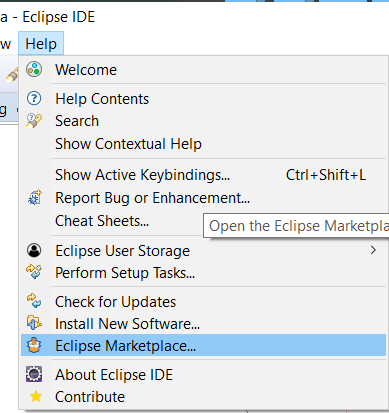 a - Eclipse IDE
w Help
g
Welcome
Help Contents
Search
Show Contextual Help
Show Active Keybindings... Ctrl+Shift+L
Report Bug or Enhancement...
Cheat Sheets...
Open the Eclipse Marketpla
Eclipse User Storage
Perform Setup Tasks...
Check for Updates
Install New Software...
Eclipse Marketplace...
About Eclipse IDE
Contribute